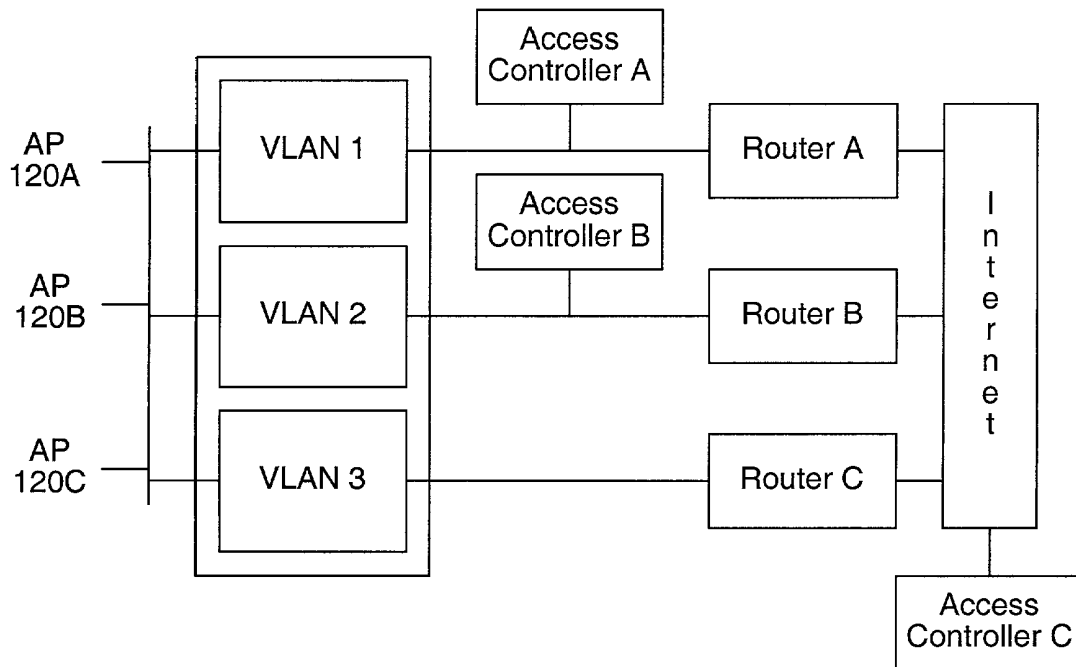 Access
Controller A
AP
120A
VLAN 1
Router A
Access
Controller B
AP
120B
VLAN 2
Router B
Internet
AP
120C
VLAN 3
Router C
Access
Controller C